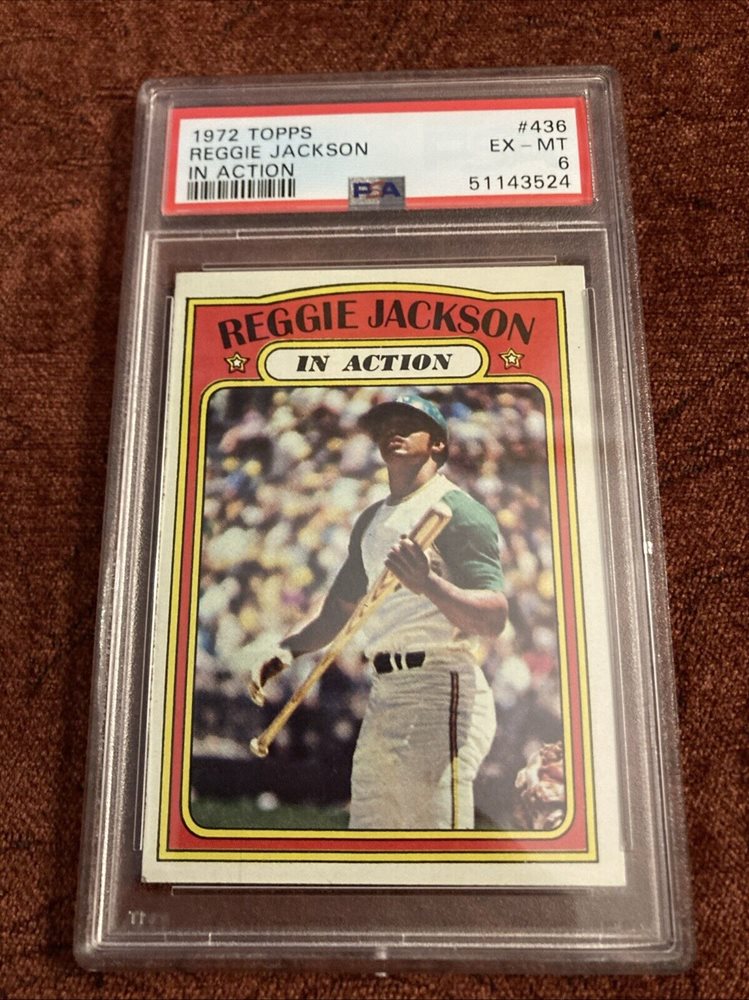 1972 TOPPS
REGGIE JACKSON
IN ACTION
#436
EX - MT
6
51143524
PSA
REGGIE JACKSON
IN ACTION